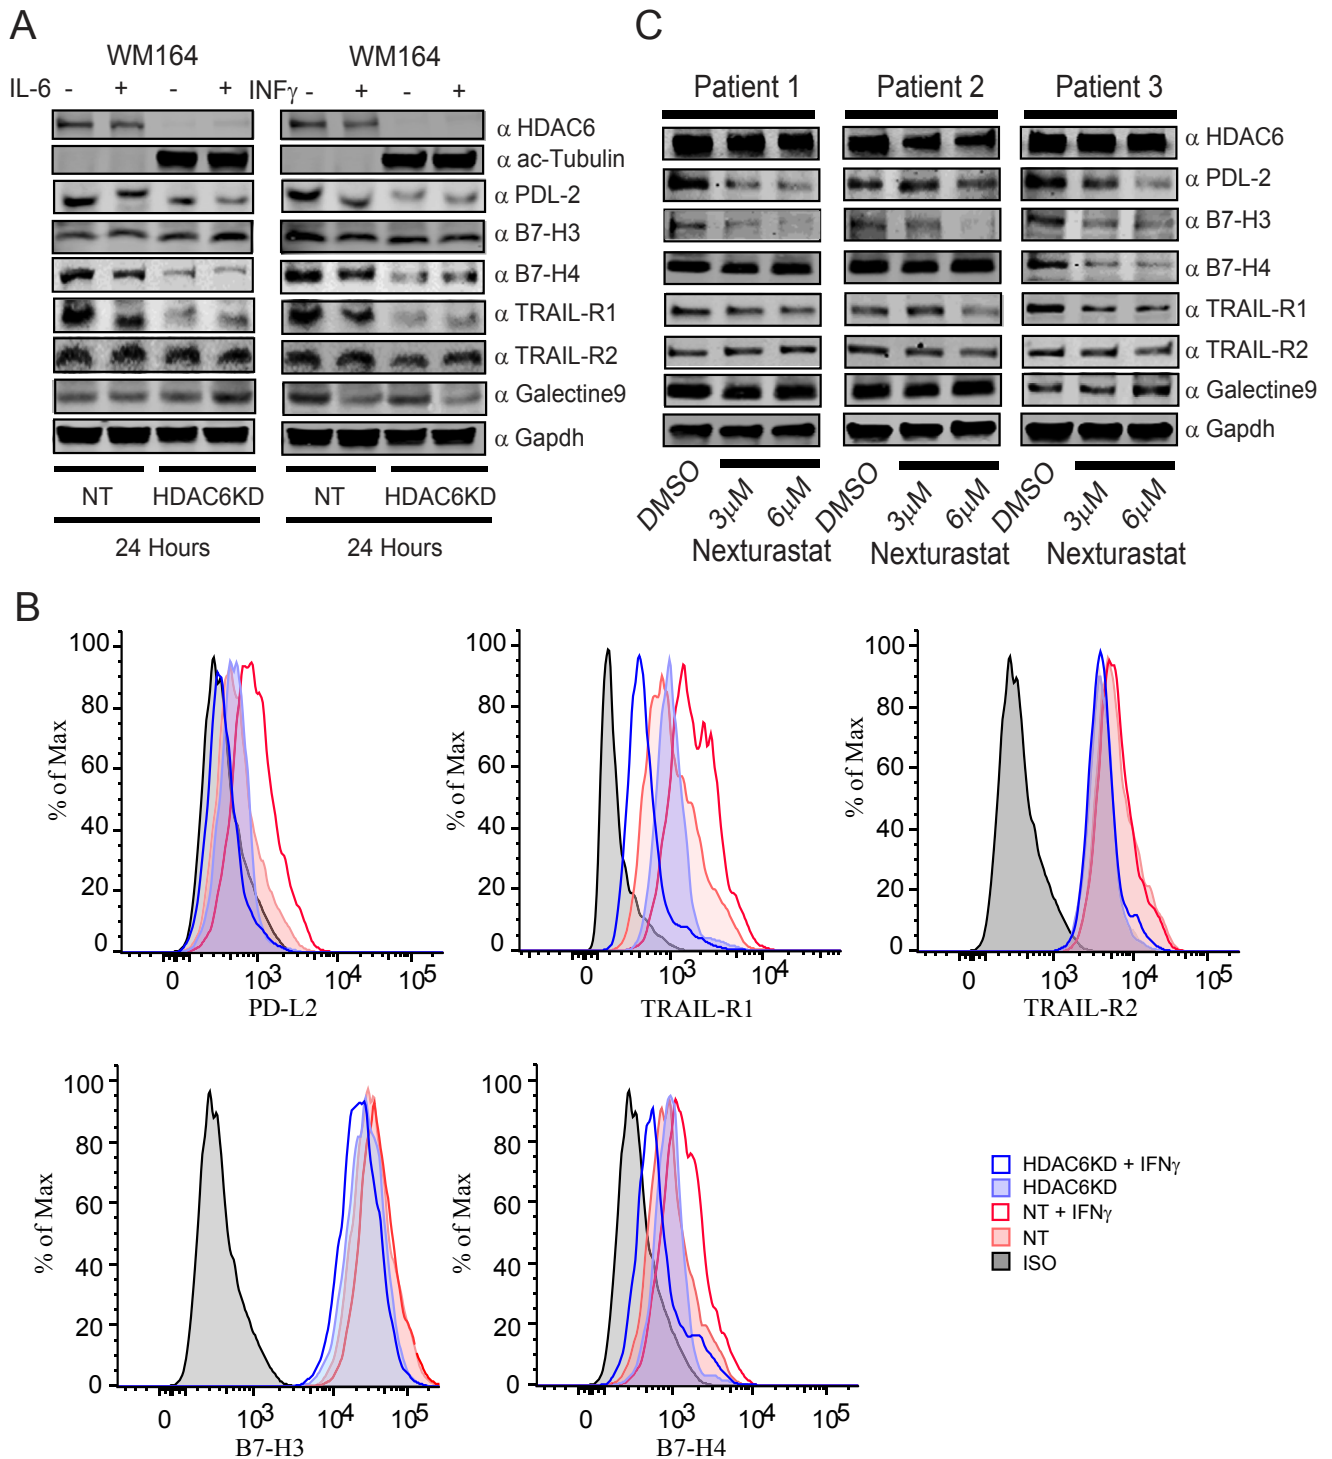 A
WM164
WM164
IL-6 - + - +
INFγ - + - +
α HDAC6
α ac-Tubulin
α PDL-2
α B7-H3
α B7-H4
α TRAIL-R1
α TRAIL-R2
α Galectine9
α Gapdh
NT HDAC6KD
NT HDAC6KD
24 Hours
24 Hours
C
Patient 1
Patient 2
Patient 3
α HDAC6
α PDL-2
α B7-H3
α B7-H4
α TRAIL-R1
α TRAIL-R2
α Galectine9
α Gapdh
DMSO 3μM 6μM
Nexturastat
DMSO 3μM 6μM
Nexturastat
DMSO 3μM 6μM
Nexturastat
B
% of Max
100
80
60
40
20
0
0 10³ 10⁴ 10⁵
PD-L2
% of Max
100
80
60
40
20
0
0 10³ 10⁴
TRAIL-R1
% of Max
100
80
60
40
20
0
0 10³ 10⁴ 10⁵
TRAIL-R2
% of Max
100
80
60
40
20
0
0 10³ 10⁴ 10⁵
B7-H3
% of Max
100
80
60
40
20
0
0 10³ 10⁴ 10⁵
B7-H4
HDAC6KD + IFNγ
HDAC6KD
NT + IFNγ
NT
ISO